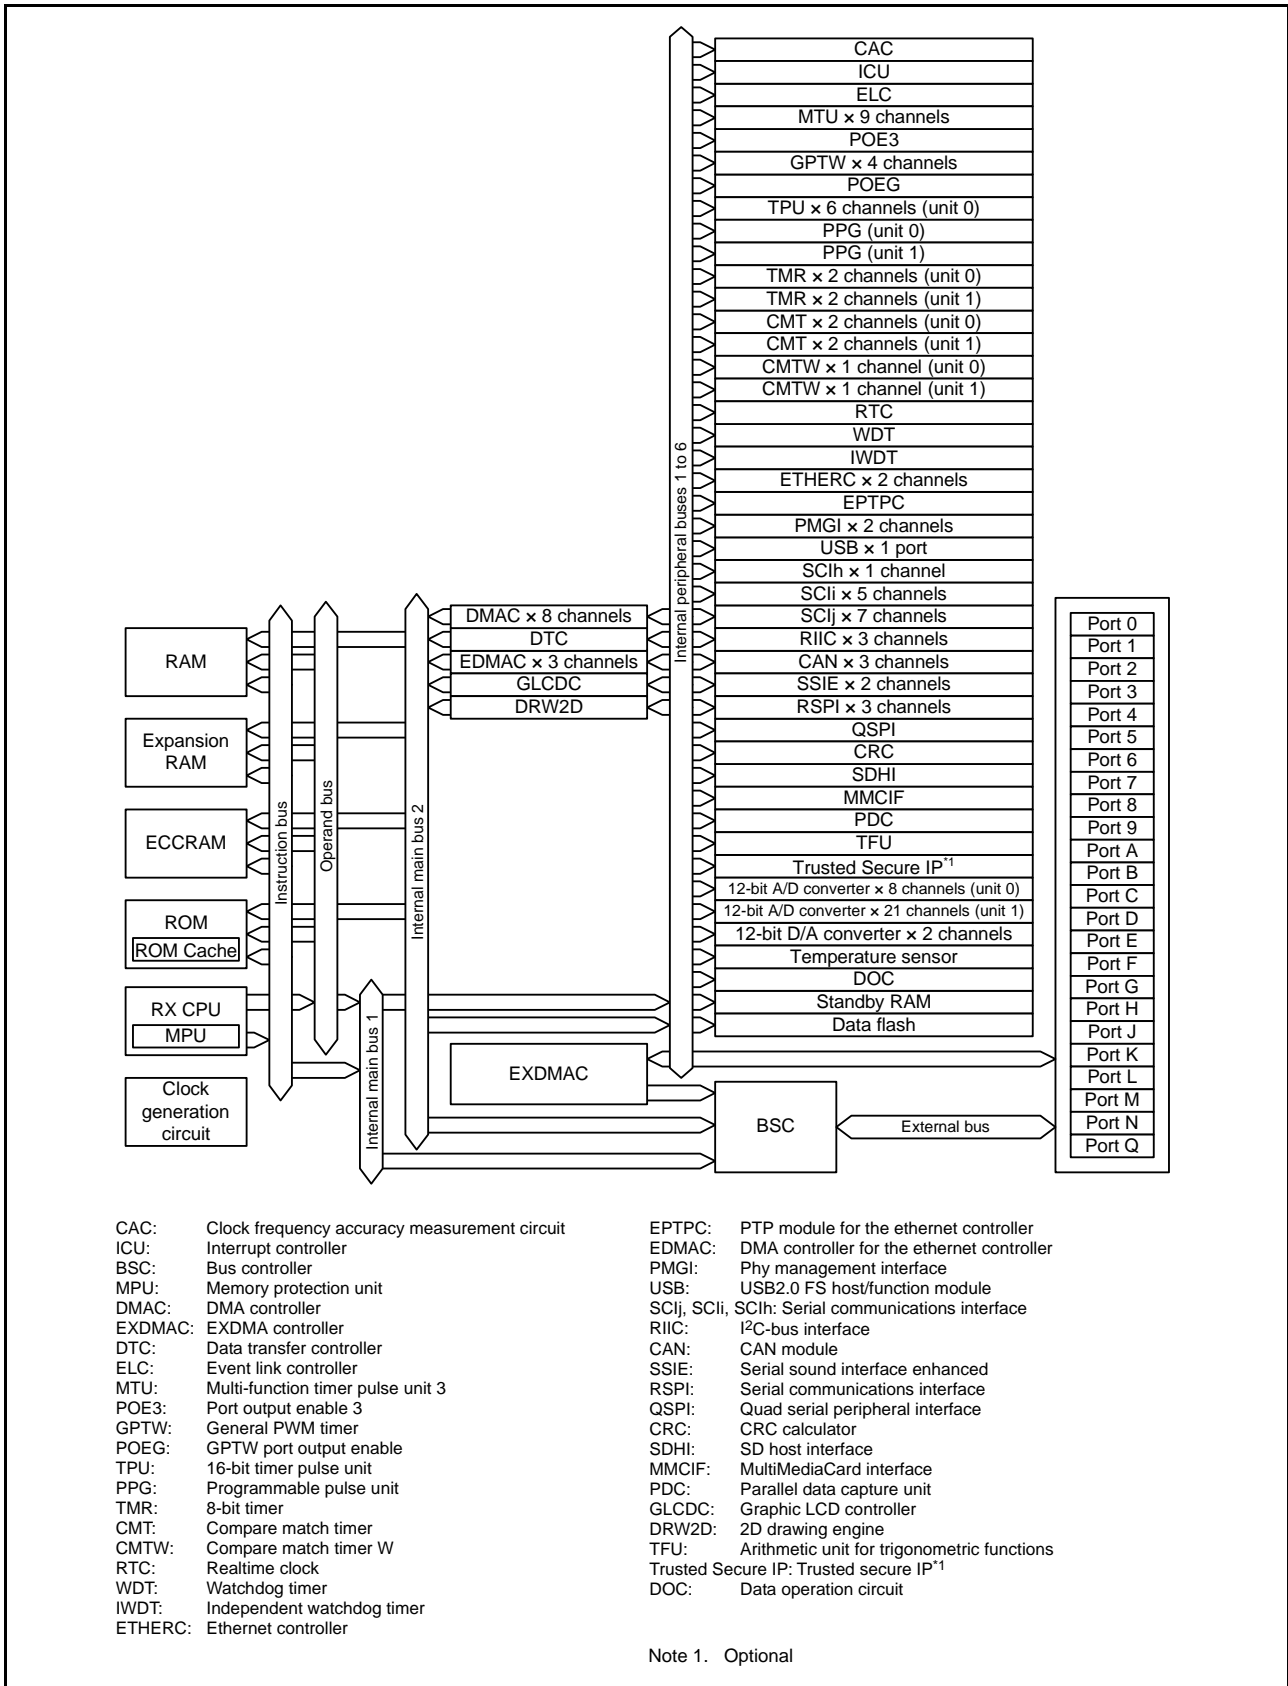 CAC
ICU
ELC
MTU × 9 channels
POE3
GPTW × 4 channels
POEG
TPU × 6 channels (unit 0)
PPG (unit 0)
PPG (unit 1)
TMR × 2 channels (unit 0)
TMR × 2 channels (unit 1)
CMT × 2 channels (unit 0)
CMT × 2 channels (unit 1)
CMTW × 1 channel (unit 0)
CMTW × 1 channel (unit 1)
RTC
WDT
IWDT
ETHERC × 2 channels
EPTPC
PMGI × 2 channels
USB × 1 port
SCIh × 1 channel
SCIi × 5 channels
SCIj × 7 channels
RIIC × 3 channels
CAN × 3 channels
SSIE × 2 channels
RSPI × 3 channels
QSPI
CRC
SDHI
MMCIF
PDC
TFU
Trusted Secure IP*1
12-bit A/D converter × 8 channels (unit 0)
12-bit A/D converter × 21 channels (unit 1)
12-bit D/A converter × 2 channels
Temperature sensor
DOC
Standby RAM
Data flash
Internal peripheral buses 1 to 6
DMAC × 8 channels
DTC
EDMAC × 3 channels
GLCDC
DRW2D
RAM
Expansion
RAM
ECCRAM
ROM
ROM Cache
RX CPU
MPU
Clock
generation
circuit
Instruction bus
Operand bus
Internal main bus 1
Internal main bus 2
EXDMAC
BSC
External bus
Port 0
Port 1
Port 2
Port 3
Port 4
Port 5
Port 6
Port 7
Port 8
Port 9
Port A
Port B
Port C
Port D
Port E
Port F
Port G
Port H
Port J
Port K
Port L
Port M
Port N
Port Q
CAC: Clock frequency accuracy measurement circuit
ICU: Interrupt controller
BSC: Bus controller
MPU: Memory protection unit
DMAC: DMA controller
EXDMAC: EXDMA controller
DTC: Data transfer controller
ELC: Event link controller
MTU: Multi-function timer pulse unit 3
POE3: Port output enable 3
GPTW: General PWM timer
POEG: GPTW port output enable
TPU: 16-bit timer pulse unit
PPG: Programmable pulse unit
TMR: 8-bit timer
CMT: Compare match timer
CMTW: Compare match timer W
RTC: Realtime clock
WDT: Watchdog timer
IWDT: Independent watchdog timer
ETHERC: Ethernet controller
EPTPC: PTP module for the ethernet controller
EDMAC: DMA controller for the ethernet controller
PMGI: Phy management interface
USB: USB2.0 FS host/function module
SCIj, SCIi, SCIh: Serial communications interface
RIIC: I2C-bus interface
CAN: CAN module
SSIE: Serial sound interface enhanced
RSPI: Serial communications interface
QSPI: Quad serial peripheral interface
CRC: CRC calculator
SDHI: SD host interface
MMCIF: MultiMediaCard interface
PDC: Parallel data capture unit
GLCDC: Graphic LCD controller
DRW2D: 2D drawing engine
TFU: Arithmetic unit for trigonometric functions
Trusted Secure IP: Trusted secure IP*1
DOC: Data operation circuit
Note 1. Optional